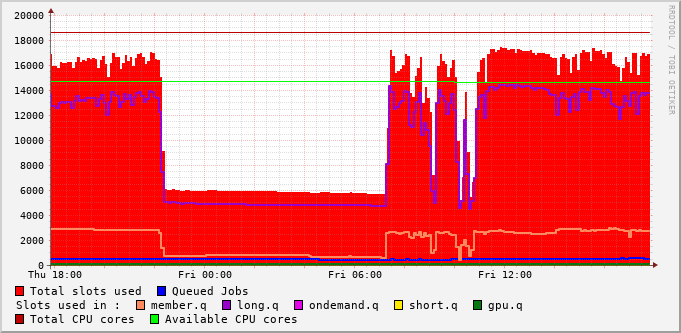 20000
18000
16000
14000
12000
10000
8000
6000
4000
2000
0
Thu 18:00 Fri 00:00 Fri 06:00 Fri 12:00
RRDTOOL / TOBI OETIKER
Total slots used Queued Jobs
Slots used in : member.q long.q ondemand.q short.q gpu.q
Total CPU cores Available CPU cores